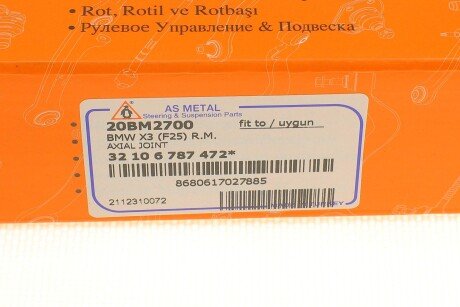 • Rot, Rotil ve Rotbaşı
• Рулевое Управление & Подвеска
AS METAL
Steering & Suspension Parts
20BM2700 fit to / uygun
BMW X3 (F25) R.M.
AXIAL JOINT
32 10 6 787 472*
8680617027885
2112310072